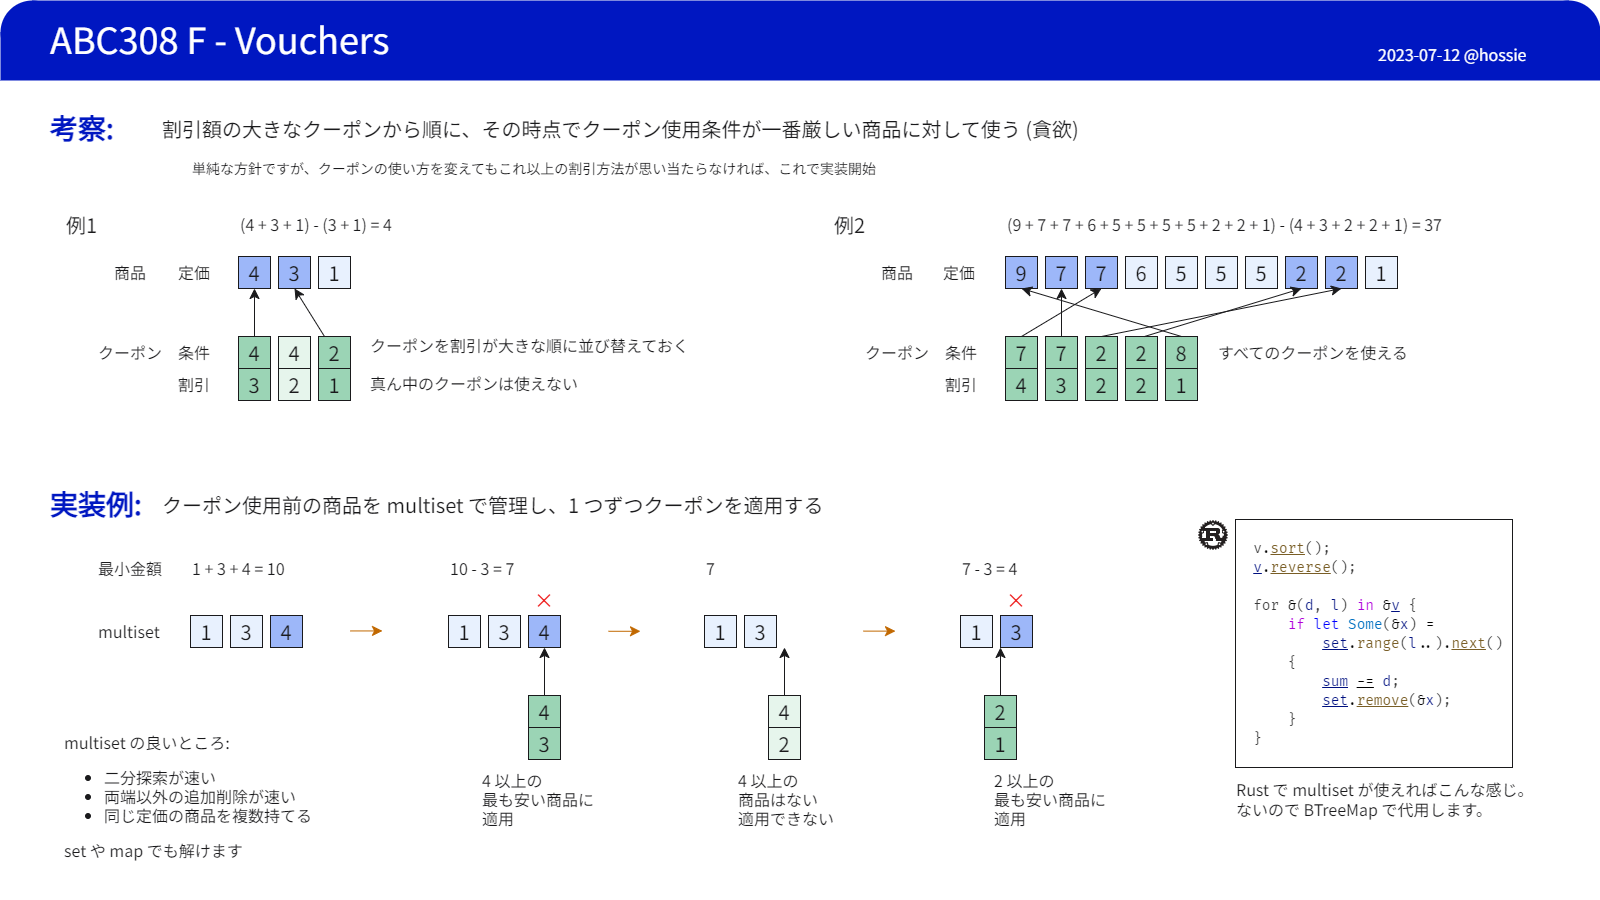 ABC308 F - Vouchers
2023-07-12 @hossie
考察:
割引額の大きなクーポンから順に、その時点でクーポン使用条件が一番厳しい商品に対して使う (貪欲)
単純な方針ですが、クーポンの使い方を変えてもこれ以上の割引方法が思い当たらなければ、これで実装開始
例1
(4 + 3 + 1) - (3 + 1) = 4
商品 定価 4 3 1
クーポン 条件 4 4 2
割引 3 2 1
クーポンを割引が大きな順に並び替えておく
真ん中のクーポンは使えない
例2
(9 + 7 + 7 + 6 + 5 + 5 + 5 + 5 + 2 + 2 + 1) - (4 + 3 + 2 + 2 + 1) = 37
商品 定価 9 7 7 6 5 5 5 2 2 1
クーポン 条件 7 7 2 2 8
割引 4 3 2 2 1
すべてのクーポンを使える
実装例:
クーポン使用前の商品を multiset で管理し、1 つずつクーポンを適用する
最小金額 1 + 3 + 4 = 10 10 - 3 = 7 7 7 - 3 = 4
multiset 1 3 4 1 3 4 1 3 1 3
4 4 2
3 2 1
4 以上の
最も安い商品に
適用
4 以上の
商品はない
適用できない
2 以上の
最も安い商品に
適用
multiset の良いところ:
• 二分探索が速い
• 両端以外の追加削除が速い
• 同じ定価の商品を複数持てる
set や map でも解けます
R
v.sort();
v.reverse();
for &(d, l) in &v {
if let Some(&x) =
set.range(l..).next()
{
sum -= d;
set.remove(&x);
}
}
Rust で multiset が使えればこんな感じ。
ないので BTreeMap で代用します。